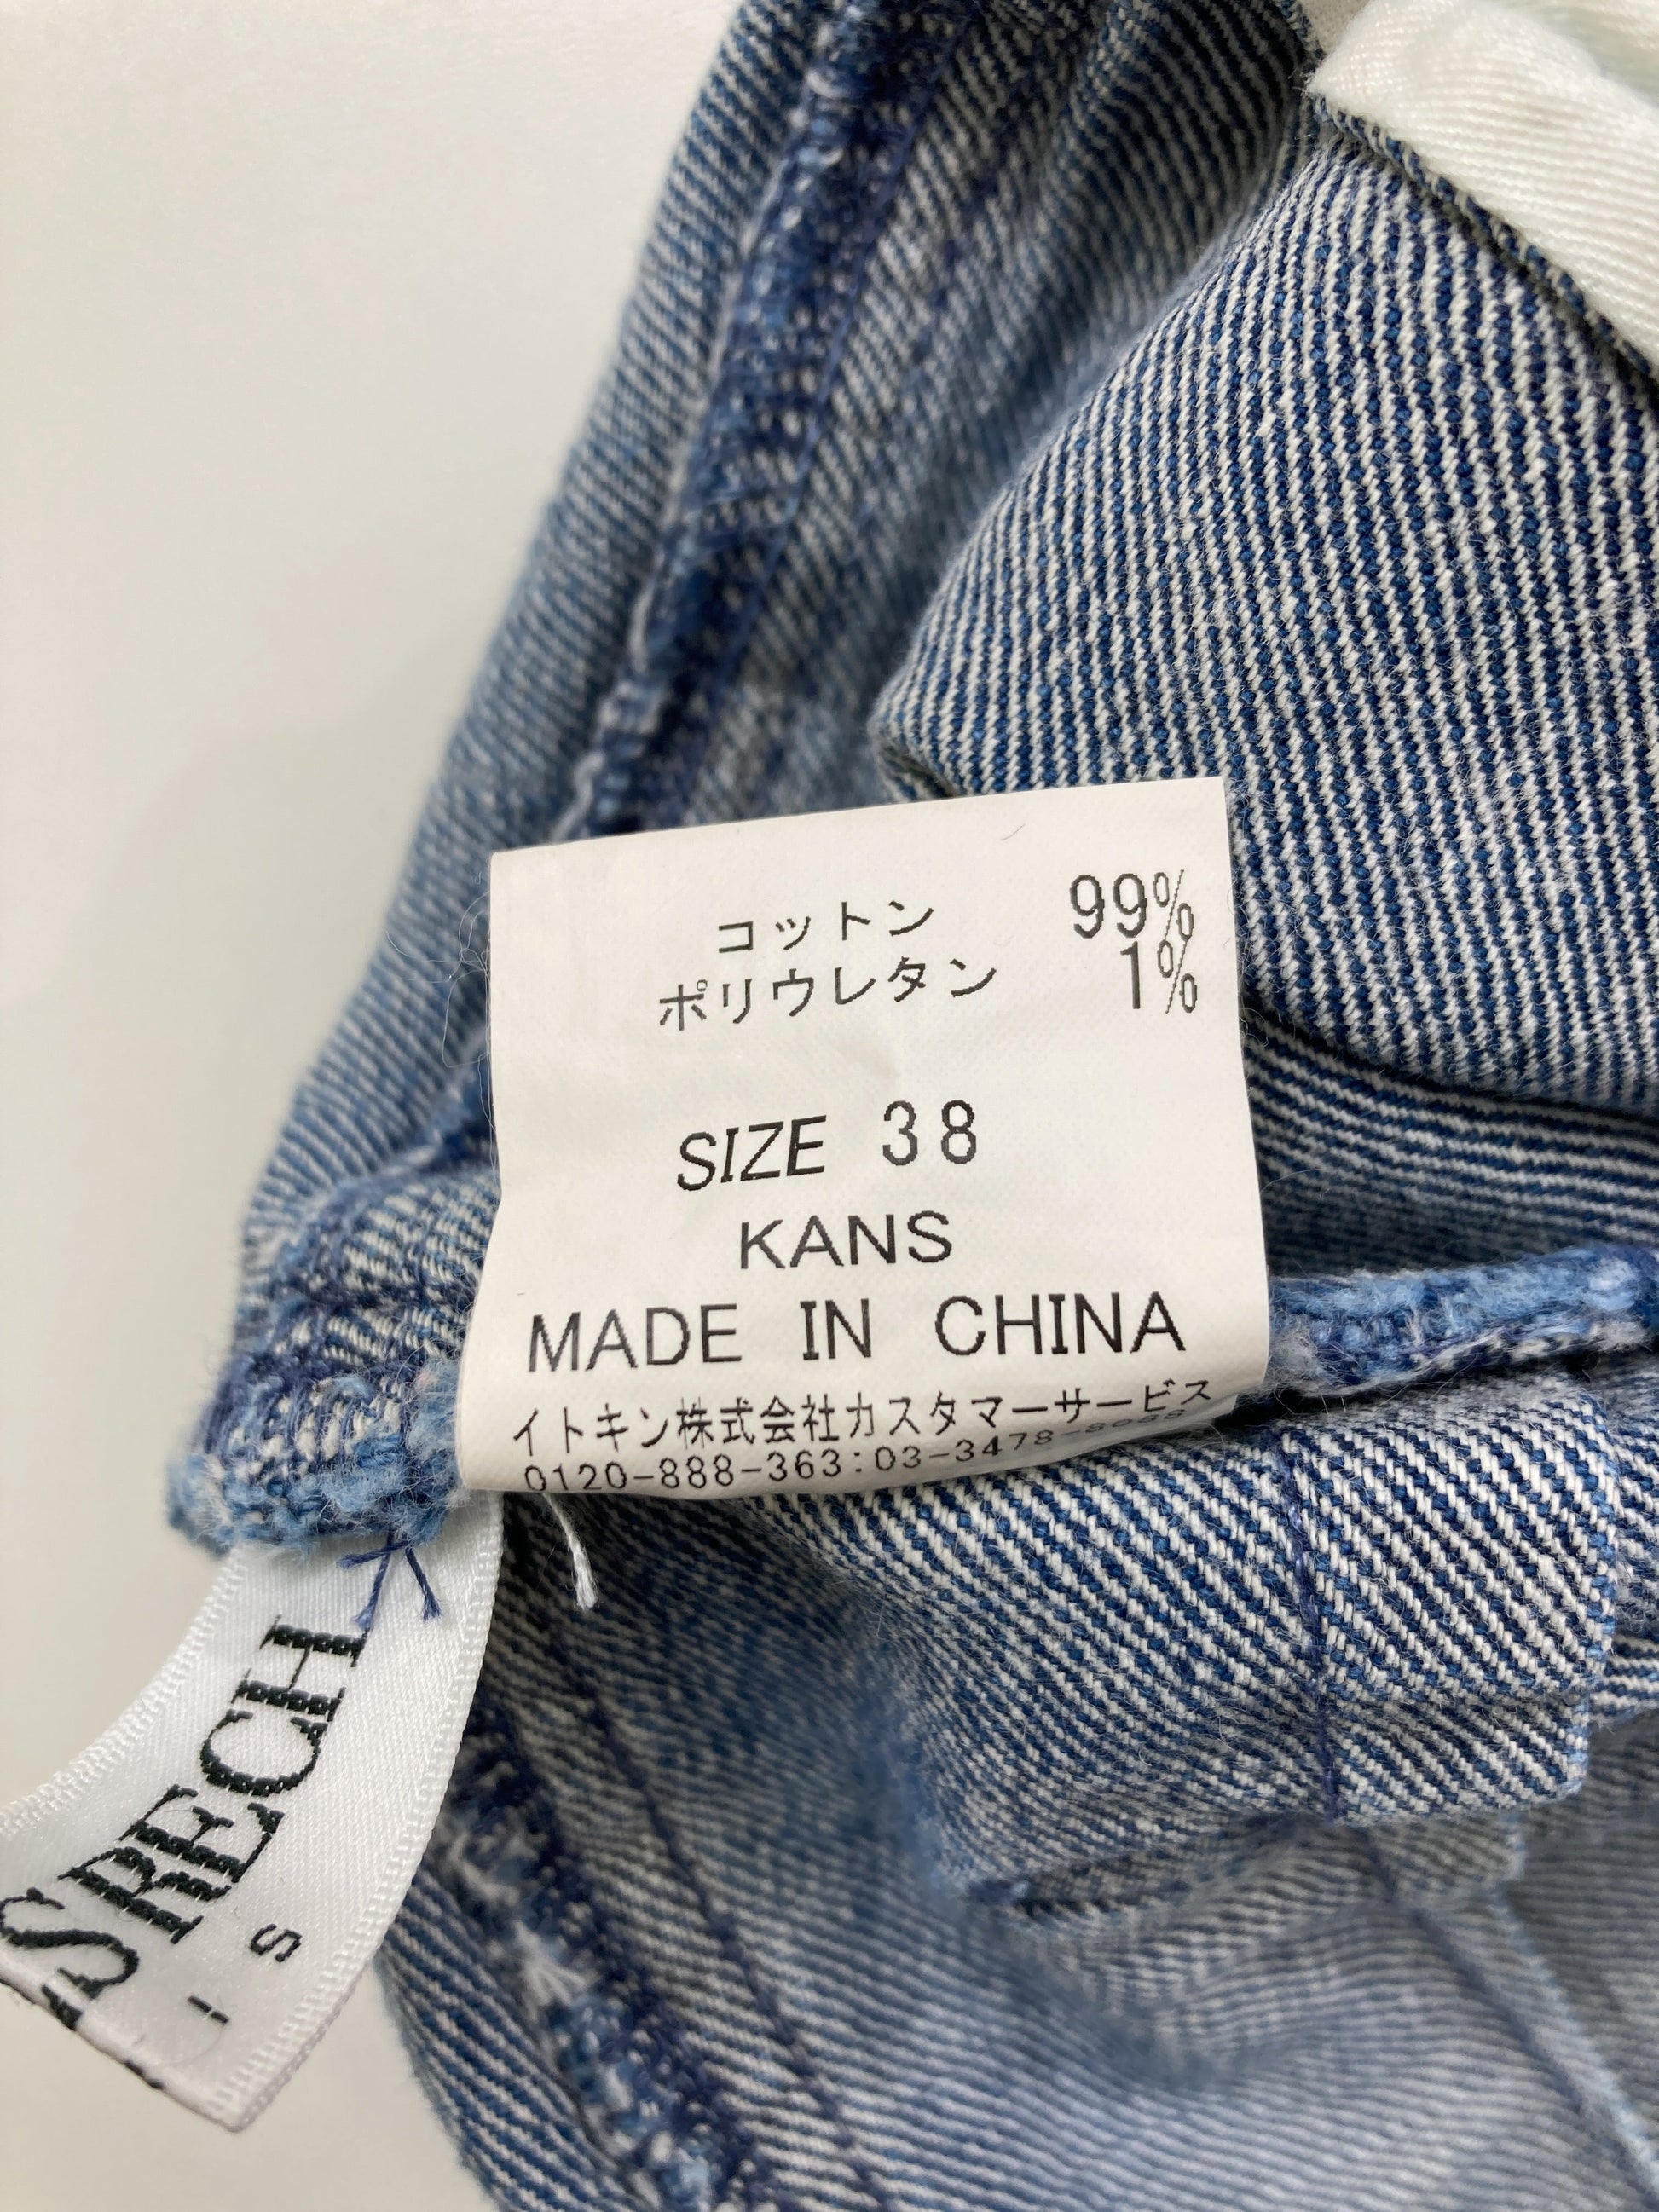 コットン 99%
ポリウレタン 1%
SIZE 38
KANS
MADE IN CHINA
イトキン株式会社カスタマーサービス
0120-888-363:03-3478-8088
SRECH
- S